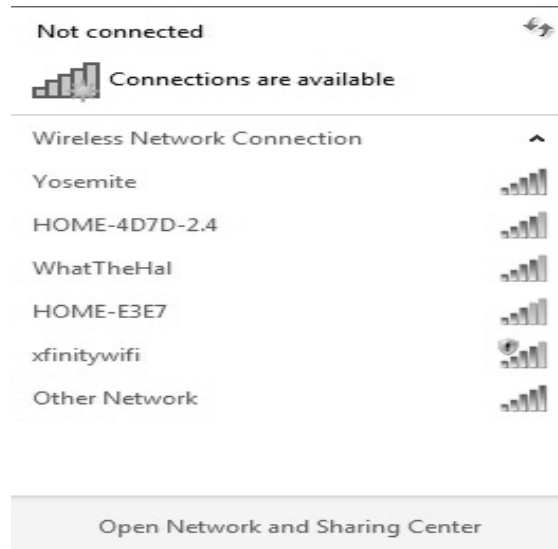 Not connected
Connections are available
Wireless Network Connection
Yosemite
HOME-4D7D-2.4
WhatTheHal
HOME-E3E7
xfinitywifi
Other Network
Open Network and Sharing Center